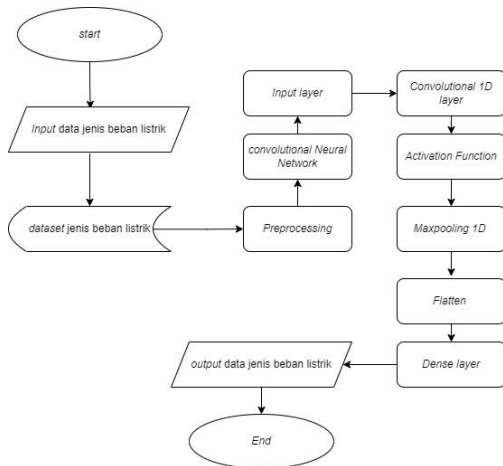 start
Input data jenis beban listrik
dataset jenis beban listrik
Preprocessing
convolutional Neural
Network
Input layer
Convolutional 1D
layer
Activation Function
Maxpooling 1D
Flatten
Dense layer
output data jenis beban listrik
End